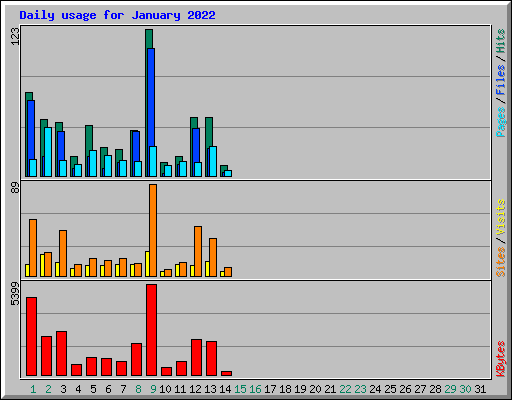 Daily usage for January 2022
123
Pages/Files/Hits
89
Sites/Visits
5399
KBytes
1 2 3 4 5 6 7 8 9 10 11 12 13 14 15 16 17 18 19 20 21 22 23 24 25 26 27 28 29 30 31